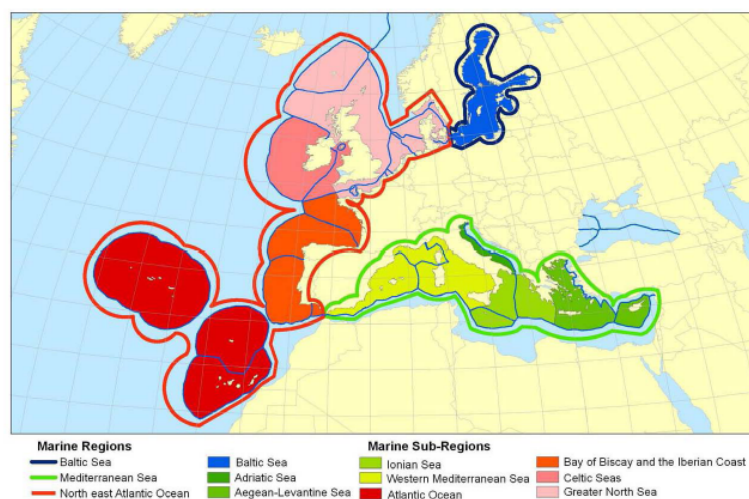 Marine Regions
Baltic Sea
Mediterranean Sea
North east Atlantic Ocean
Baltic Sea
Adriatic Sea
Aegean-Levantine Sea
Marine Sub-Regions
Ionian Sea
Western Mediterranean Sea
Atlantic Ocean
Bay of Biscay and the Iberian Coast
Celtic Seas
Greater North Sea